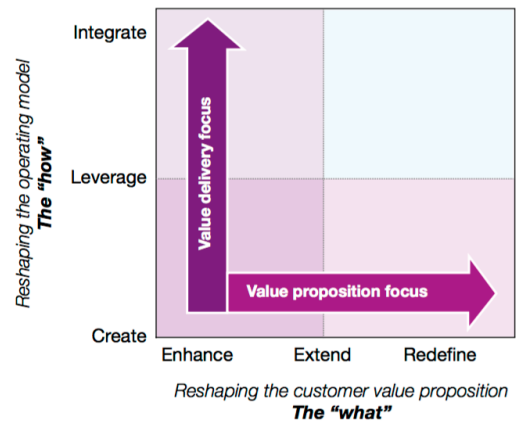 Integrate
Reshaping the operating model
The “how”
Leverage
Value delivery focus
Value proposition focus
Create
Enhance
Extend
Redefine
Reshaping the customer value proposition
The “what”